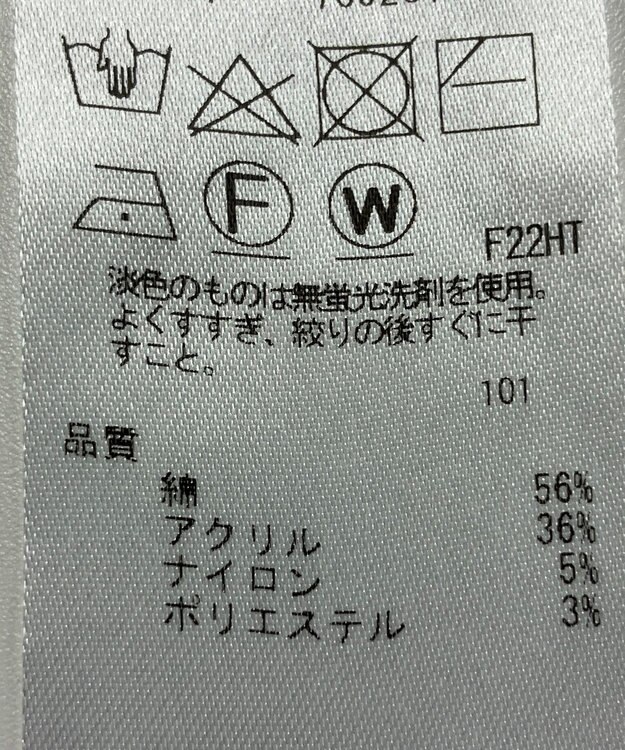 F
W
F22HT
淡色のものは無蛍光洗剤を使用。
よくすすぎ、絞りの後すぐに干
すこと。
101
品質
綿 56%
アクリル 36%
ナイロン 5%
ポリエステル 3%